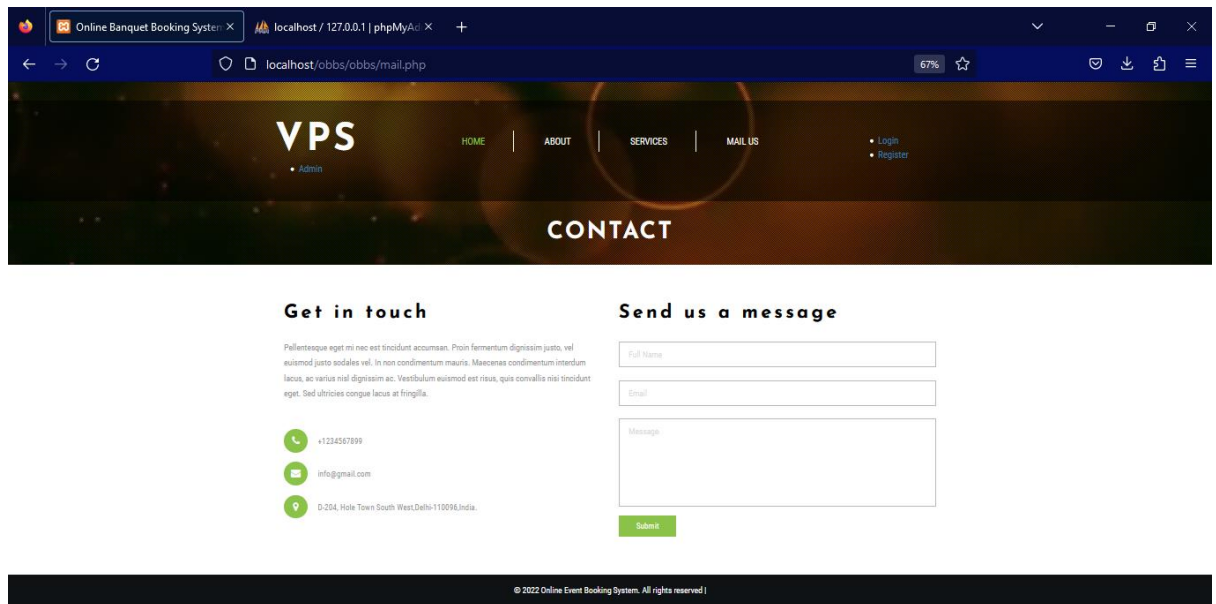 Online Banquet Booking System
localhost / 127.0.0.1 | phpMyAd
localhost/obbs/obbs/mail.php
67%
VPS
Admin
HOME
ABOUT
SERVICES
MAIL US
Login
Register
CONTACT
Get in touch
Pellentesque eget mi nec est tincidunt accumsan. Proin fermentum dignissim justo, vel
euismod justo sodales vel. In non condimentum mauris. Maecenas condimentum interdum
lacus, ac varius nisl dignissim ac. Vestibulum euismod est risus, quis convallis nisi tincidunt
eget. Sed ultricies congue lacus at fringilla.
+1234567899
info@gmail.com
D-204, Hole Town South West,Delhi-110096,India.
Send us a message
Full Name
Email
Message
Submit
© 2022 Online Event Booking System. All rights reserved |